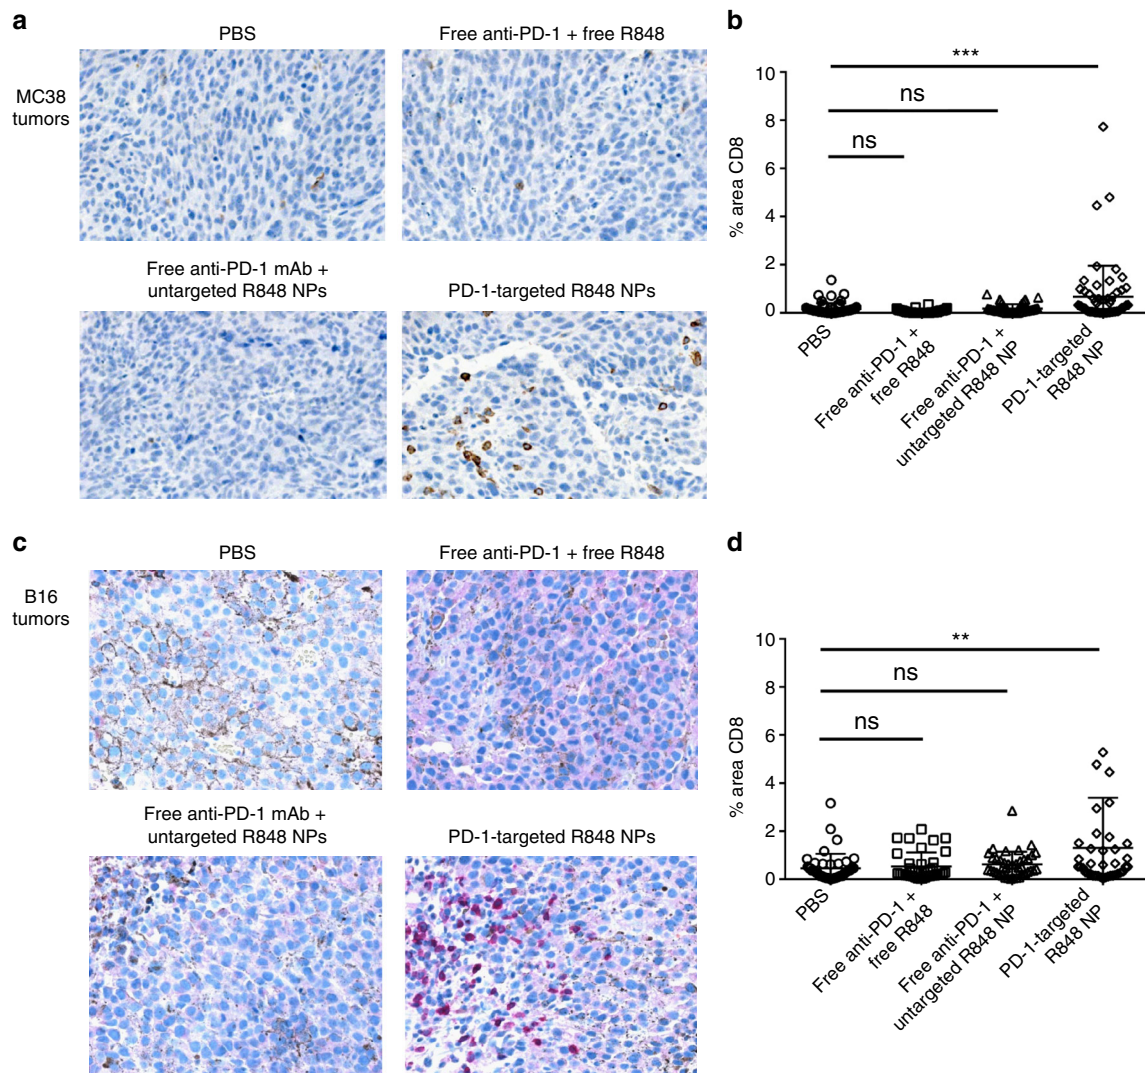 a
PBS
Free anti-PD-1 + free R848
MC38
tumors
Free anti-PD-1 mAb +
untargeted R848 NPs
PD-1-targeted R848 NPs
b
***
ns
ns
% area CD8
10
8
6
4
2
0
PBS
Free anti-PD-1 +
free R848
Free anti-PD-1 +
untargeted R848 NP
PD-1-targeted
R848 NP
c
PBS
Free anti-PD-1 + free R848
B16
tumors
Free anti-PD-1 mAb +
untargeted R848 NPs
PD-1-targeted R848 NPs
d
**
ns
ns
% area CD8
10
8
6
4
2
0
PBS
Free anti-PD-1 +
free R848
Free anti-PD-1 +
untargeted R848 NP
PD-1-targeted
R848 NP